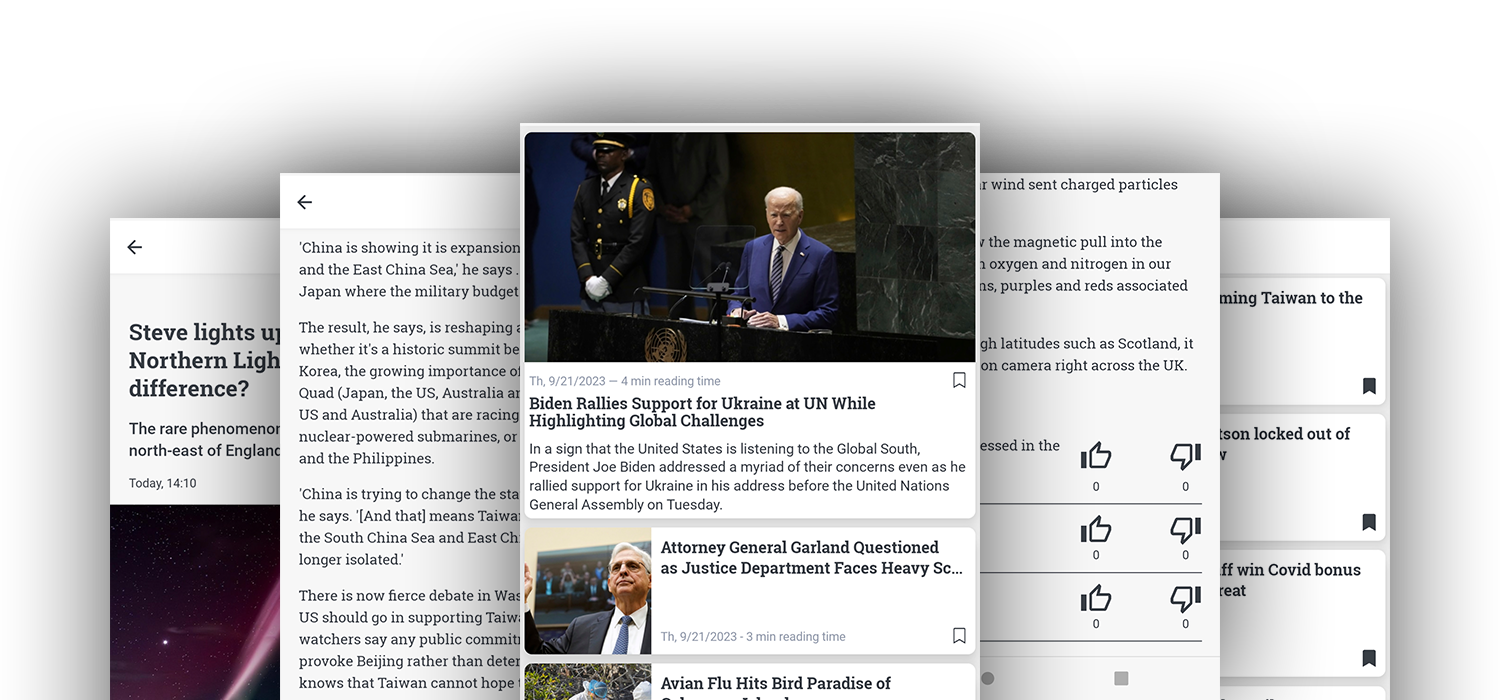 Steve lights up
Northern Ligh
difference?
The rare phenomenon
north-east of England
Today, 14:10
'China is showing it is expansion
and the East China Sea,' he says .
Japan where the military budget
The result, he says, is reshaping a
whether it's a historic summit be
Korea, the growing importance of
Quad (Japan, the US, Australia an
US and Australia) that are racing
nuclear-powered submarines, or
and the Philippines.
'China is trying to change the sta
he says. '[And that] means Taiwa
the South China Sea and East Ch
longer isolated.'
There is now fierce debate in Was
US should go in supporting Taiw
watchers say any public commit
provoke Beijing rather than deter
knows that Taiwan cannot hope
Th, 9/21/2023 — 4 min reading time
Biden Rallies Support for Ukraine at UN While
Highlighting Global Challenges
In a sign that the United States is listening to the Global South,
President Joe Biden addressed a myriad of their concerns even as he
rallied support for Ukraine in his address before the United Nations
General Assembly on Tuesday.
Attorney General Garland Questioned
as Justice Department Faces Heavy Sc...
Th, 9/21/2023 - 3 min reading time
Avian Flu Hits Bird Paradise of
r wind sent charged particles
the magnetic pull into the
oxygen and nitrogen in our
ns, purples and reds associated
gh latitudes such as Scotland, it
on camera right across the UK.
essed in the
0 0
0 0
0 0
ming Taiwan to the
tson locked out of
w
ff win Covid bonus
reat